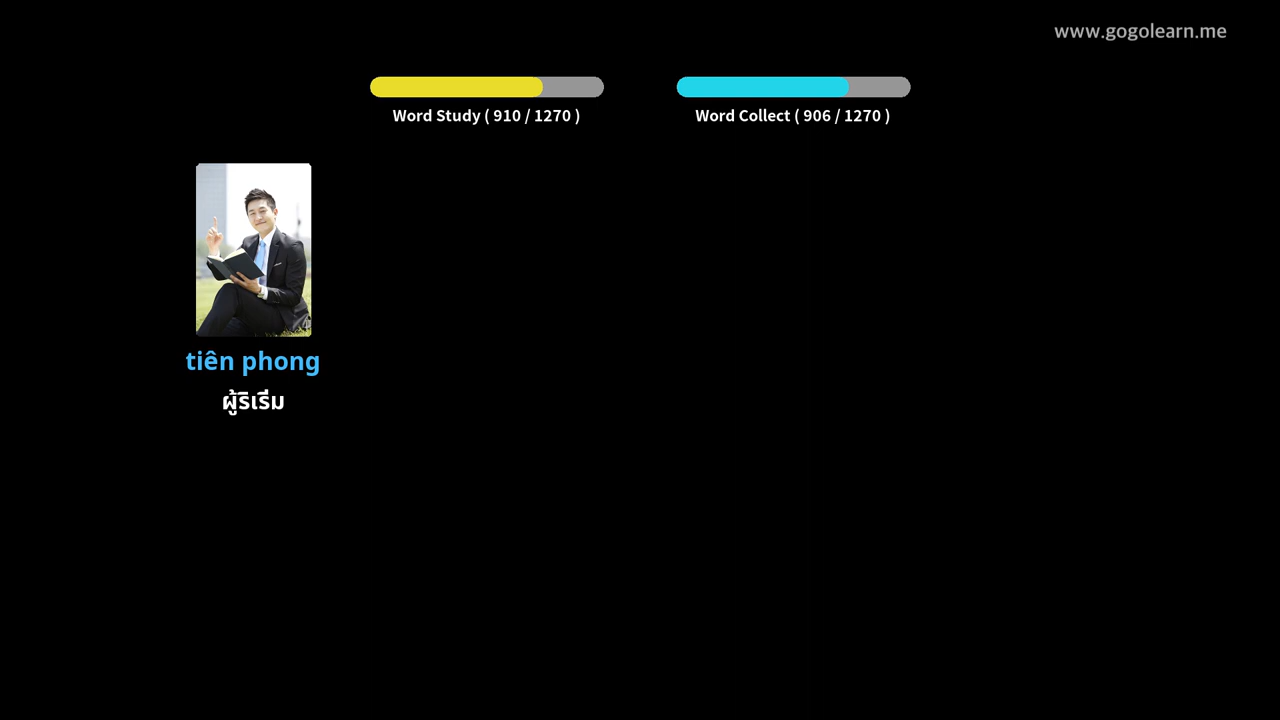 www.gogolearn.me
Word Study ( 910 / 1270 )
Word Collect ( 906 / 1270 )
tiên phong
ผู้ริเริ่ม